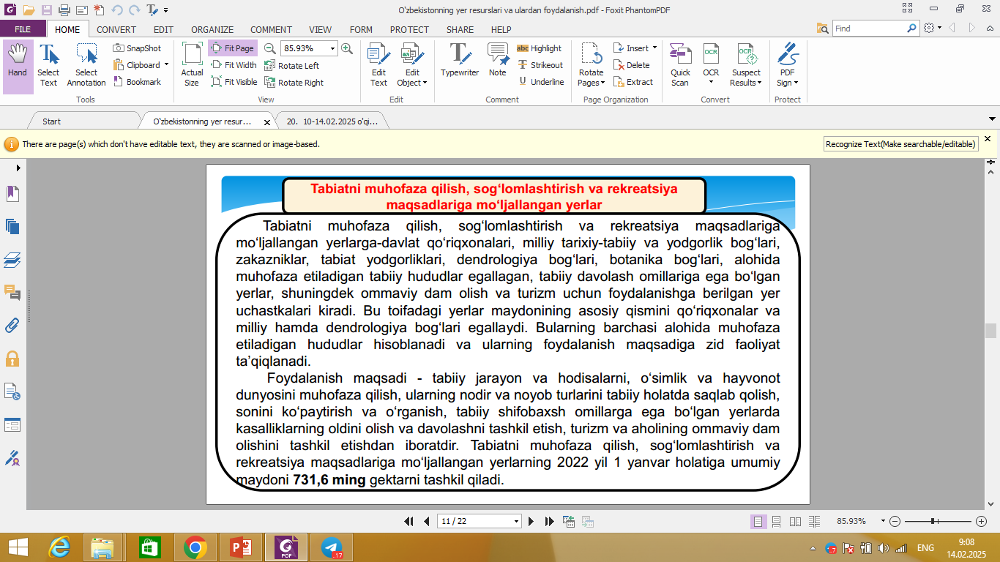 O'zbekistonning yer resurslari va ulardan foydalanish.pdf - Foxit PhantomPDF
FILE HOME CONVERT EDIT ORGANIZE COMMENT VIEW FORM PROTECT SHARE HELP Find
Hand
Select Text
Select Annotation
SnapShot
Clipboard
Bookmark
Tools
Actual Size
Fit Page
Fit Width
Fit Visible
85.93%
Rotate Left
Rotate Right
View
Edit Text
Edit Object
Edit
Typewriter
Note
abc Highlight
Strikeout
U Underline
Comment
Rotate Pages
Insert
Delete
Extract
Page Organization
Quick Scan
OCR
OCR
OCR
Suspect Results
Convert
PDF Sign
Protect
Start
O'zbekistonning yer resur...
20. 10-14.02.2025 o'qi...
There are page(s) which don't have editable text, they are scanned or image-based.
Recognize Text(Make searchable/editable)
Tabiatni muhofaza qilish, sog‘lomlashtirish va rekreatsiya
maqsadlariga mo‘ljallangan yerlar
Tabiatni muhofaza qilish, sog‘lomlashtirish va rekreatsiya maqsadlariga
mo‘ljallangan yerlarga-davlat qo‘riqxonalari, milliy tarixiy-tabiiy va yodgorlik bog‘lari,
zakazniklar, tabiat yodgorliklari, dendrologiya bog‘lari, botanika bog‘lari, alohida
muhofaza etiladigan tabiiy hududlar egallagan, tabiiy davolash omillariga ega bo‘lgan
yerlar, shuningdek ommaviy dam olish va turizm uchun foydalanishga berilgan yer
uchastkalari kiradi. Bu toifadagi yerlar maydonining asosiy qismini qo‘riqxonalar va
milliy hamda dendrologiya bog‘lari egallaydi. Bularning barchasi alohida muhofaza
etiladigan hududlar hisoblanadi va ularning foydalanish maqsadiga zid faoliyat
ta’qiqlanadi.
Foydalanish maqsadi - tabiiy jarayon va hodisalarni, o‘simlik va hayvonot
dunyosini muhofaza qilish, ularning nodir va noyob turlarini tabiiy holatda saqlab qolish,
sonini ko‘paytirish va o‘rganish, tabiiy shifobaxsh omillarga ega bo‘lgan yerlarda
kasalliklarning oldini olish va davolashni tashkil etish, turizm va aholining ommaviy dam
olishini tashkil etishdan iboratdir. Tabiatni muhofaza qilish, sog‘lomlashtirish va
rekreatsiya maqsadlariga mo‘ljallangan yerlarning 2022 yil 1 yanvar holatiga umumiy
maydoni 731,6 ming gektarni tashkil qiladi.
11 / 22
85.93%
PDF
..17
ENG
9:08
14.02.2025